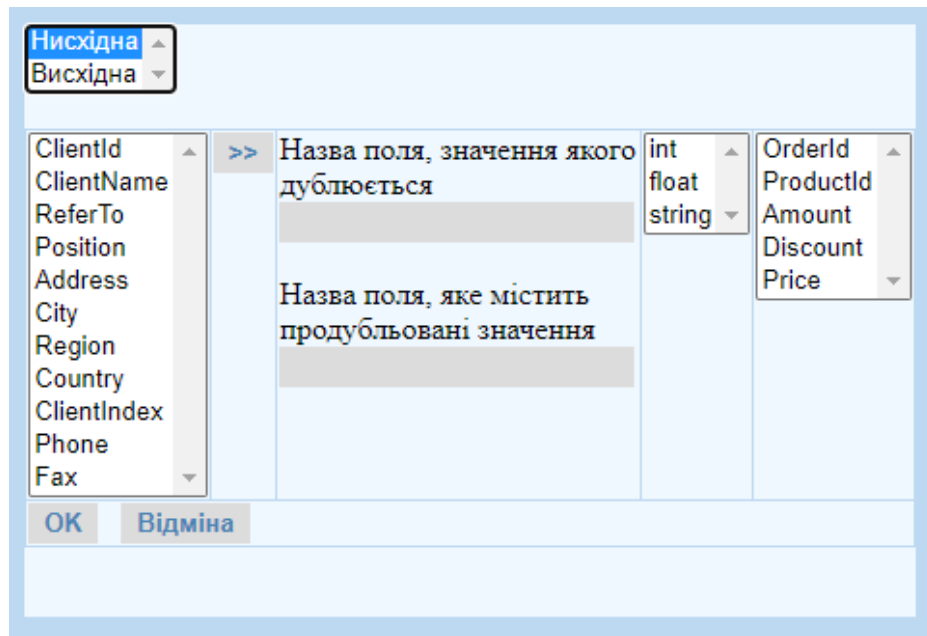 Нисхідна
Висхідна
ClientId
ClientName
ReferTo
Position
Address
City
Region
Country
ClientIndex
Phone
Fax
>>
Назва поля, значення якого
дублюється
Назва поля, яке містить
продубльовані значення
int
float
string
OrderId
ProductId
Amount
Discount
Price
OK
Відміна